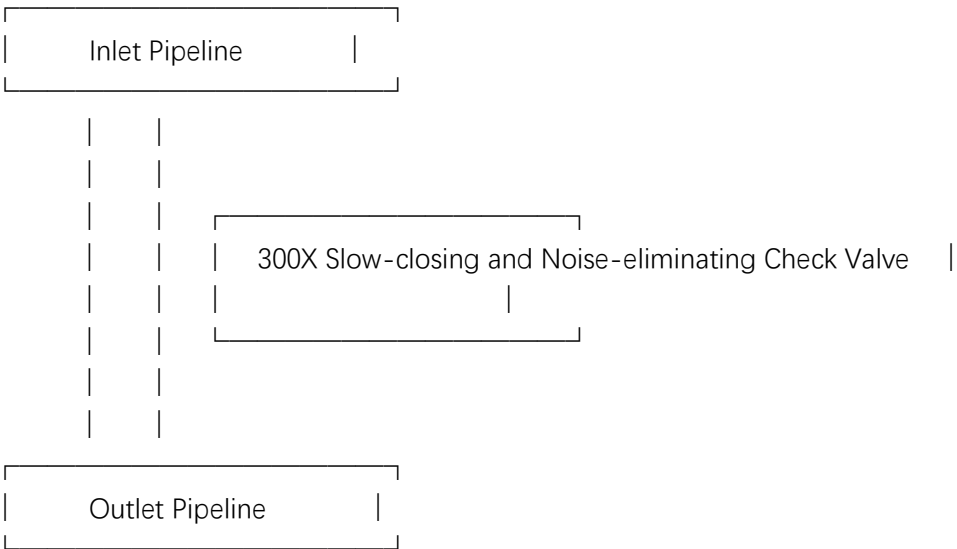 Inlet Pipeline
300X Slow-closing and Noise-eliminating Check Valve
Outlet Pipeline